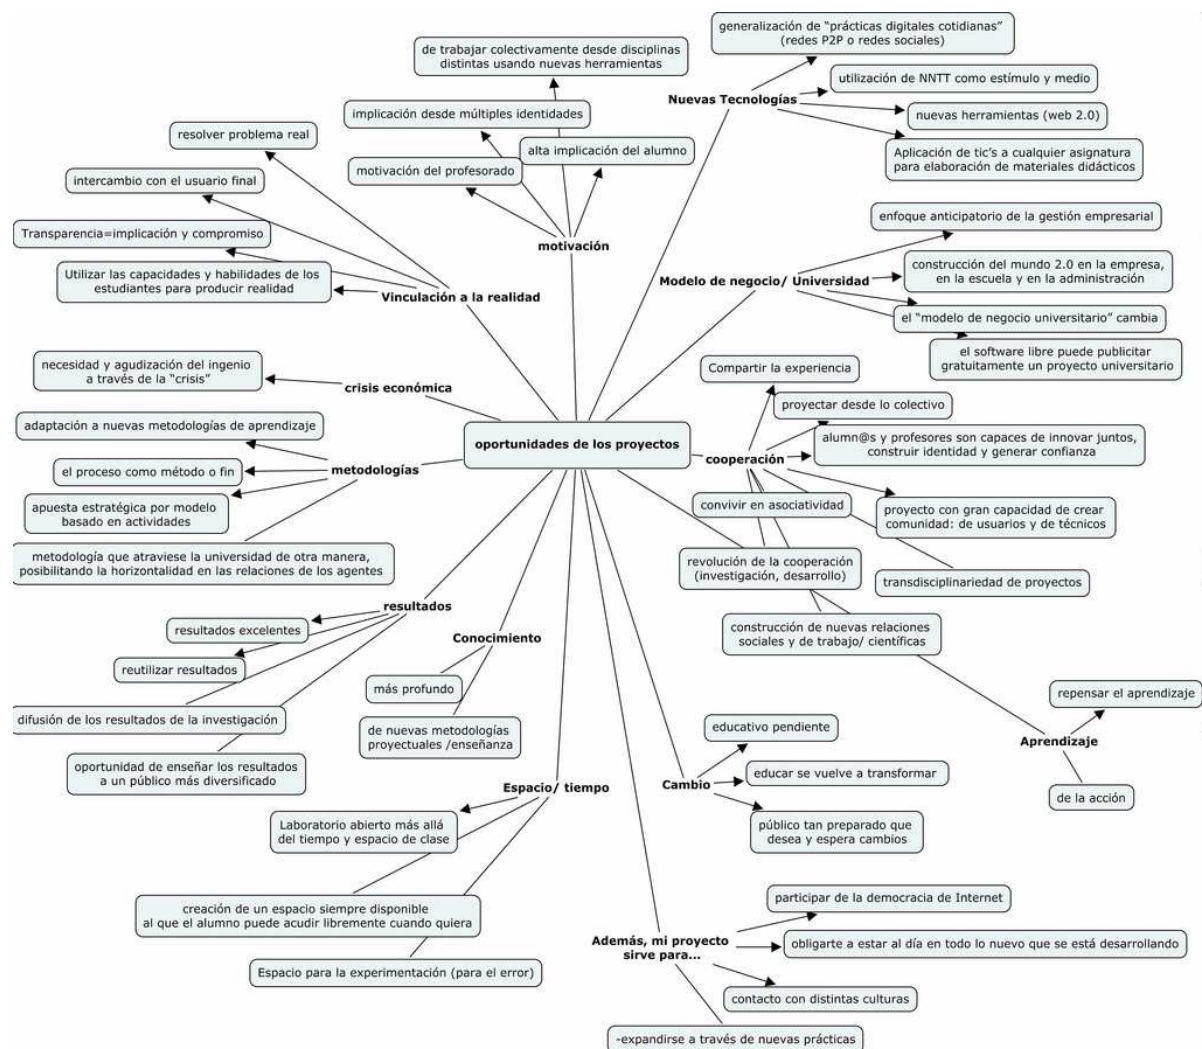 generalización de “prácticas digitales cotidianas”
(redes P2P o redes sociales)
de trabajar colectivamente desde disciplinas
distintas usando nuevas herramientas
utilización de NNTT como estímulo y medio
Nuevas Tecnologías
implicación desde múltiples identidades
nuevas herramientas (web 2.0)
resolver problema real
alta implicación del alumno
Aplicación de tic's a cualquier asignatura
para elaboración de materiales didácticos
motivación del profesorado
intercambio con el usuario final
enfoque anticipatorio de la gestión empresarial
Transparencia=implicación y compromiso
motivación
construcción del mundo 2.0 en la empresa,
en la escuela y en la administración
Utilizar las capacidades y habilidades de los
estudiantes para producir realidad
Modelo de negocio/ Universidad
Vinculación a la realidad
el “modelo de negocio universitario” cambia
el software libre puede publicitar
gratuitamente un proyecto universitario
necesidad y agudización del ingenio
a través de la “crisis”
Compartir la experiencia
crisis económica
proyectar desde lo colectivo
adaptación a nuevas metodologías de aprendizaje
oportunidades de los proyectos
alumn@s y profesores son capaces de innovar juntos,
construir identidad y generar confianza
cooperación
el proceso como método o fin
metodologías
convivir en asociatividad
apuesta estratégica por modelo
basado en actividades
proyecto con gran capacidad de crear
comunidad: de usuarios y de técnicos
metodología que atraviese la universidad de otra manera,
posibilitando la horizontalidad en las relaciones de los agentes
revolución de la cooperación
(investigación, desarrollo)
transdisciplinariedad de proyectos
resultados
resultados excelentes
Conocimiento
construcción de nuevas relaciones
sociales y de trabajo/ científicas
reutilizar resultados
más profundo
repensar el aprendizaje
difusión de los resultados de la investigación
de nuevas metodologías
proyectuales /enseñanza
educativo pendiente
Aprendizaje
oportunidad de enseñar los resultados
a un público más diversificado
educar se vuelve a transformar
Espacio/ tiempo
Cambio
de la acción
Laboratorio abierto más allá
del tiempo y espacio de clase
público tan preparado que
desea y espera cambios
creación de un espacio siempre disponible
al que el alumno puede acudir libremente cuando quiera
participar de la democracia de Internet
Además, mi proyecto
sirve para...
obligarte a estar al día en todo lo nuevo que se está desarrollando
Espacio para la experimentación (para el error)
contacto con distintas culturas
-expandirse a través de nuevas prácticas